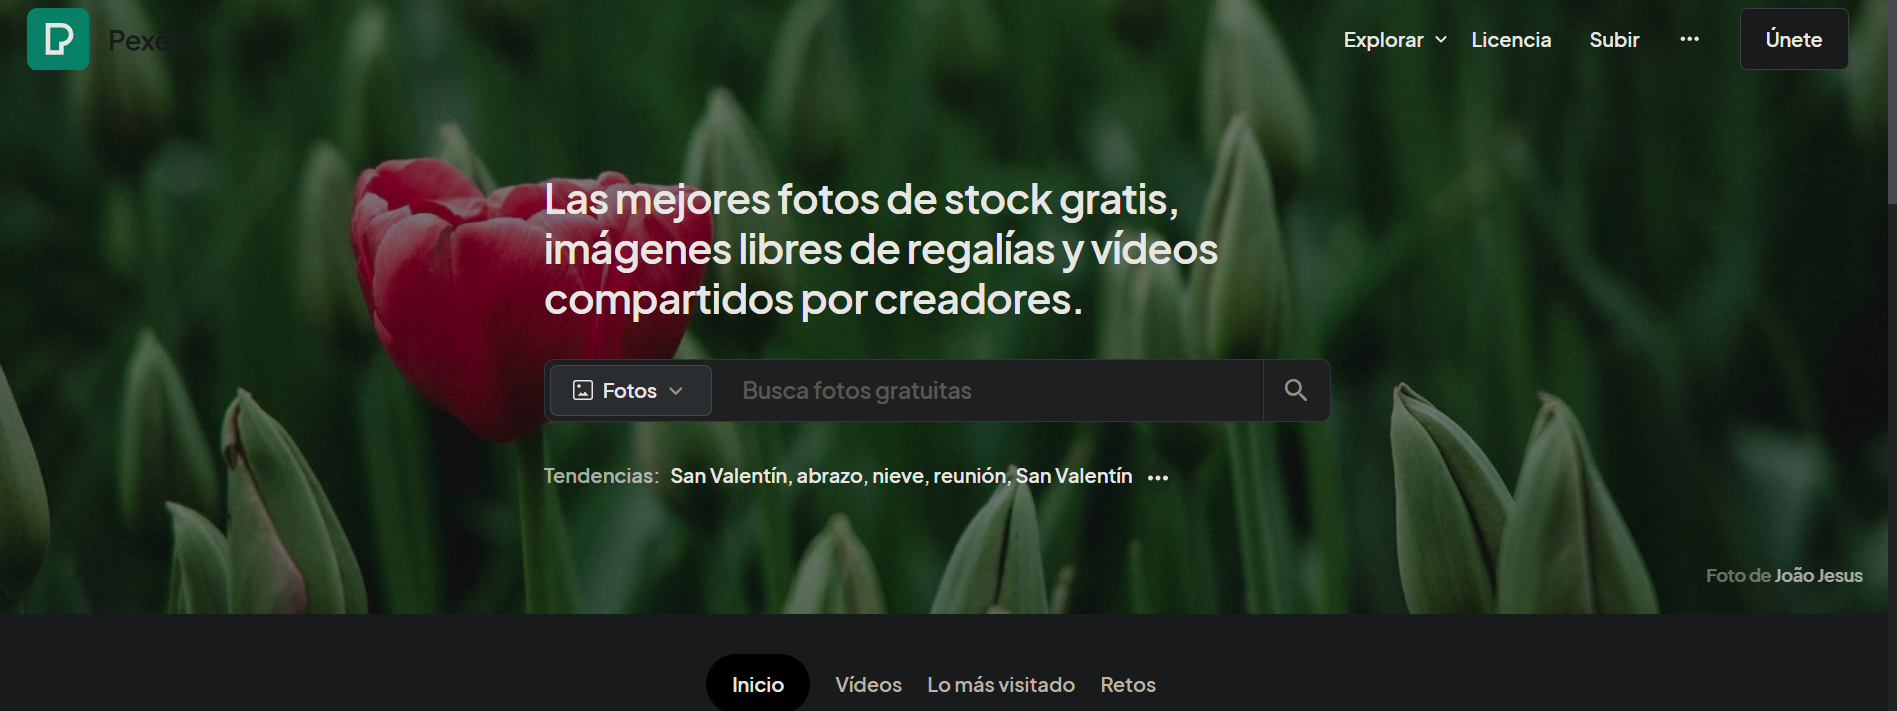 Pexels
Explorar
Licencia
Subir
Únete
Las mejores fotos de stock gratis,
imágenes libres de regalías y vídeos
compartidos por creadores.
Fotos
Busca fotos gratuitas
Tendencias: San Valentín, abrazo, nieve, reunión, San Valentín
Foto de João Jesus
Inicio
Vídeos
Lo más visitado
Retos